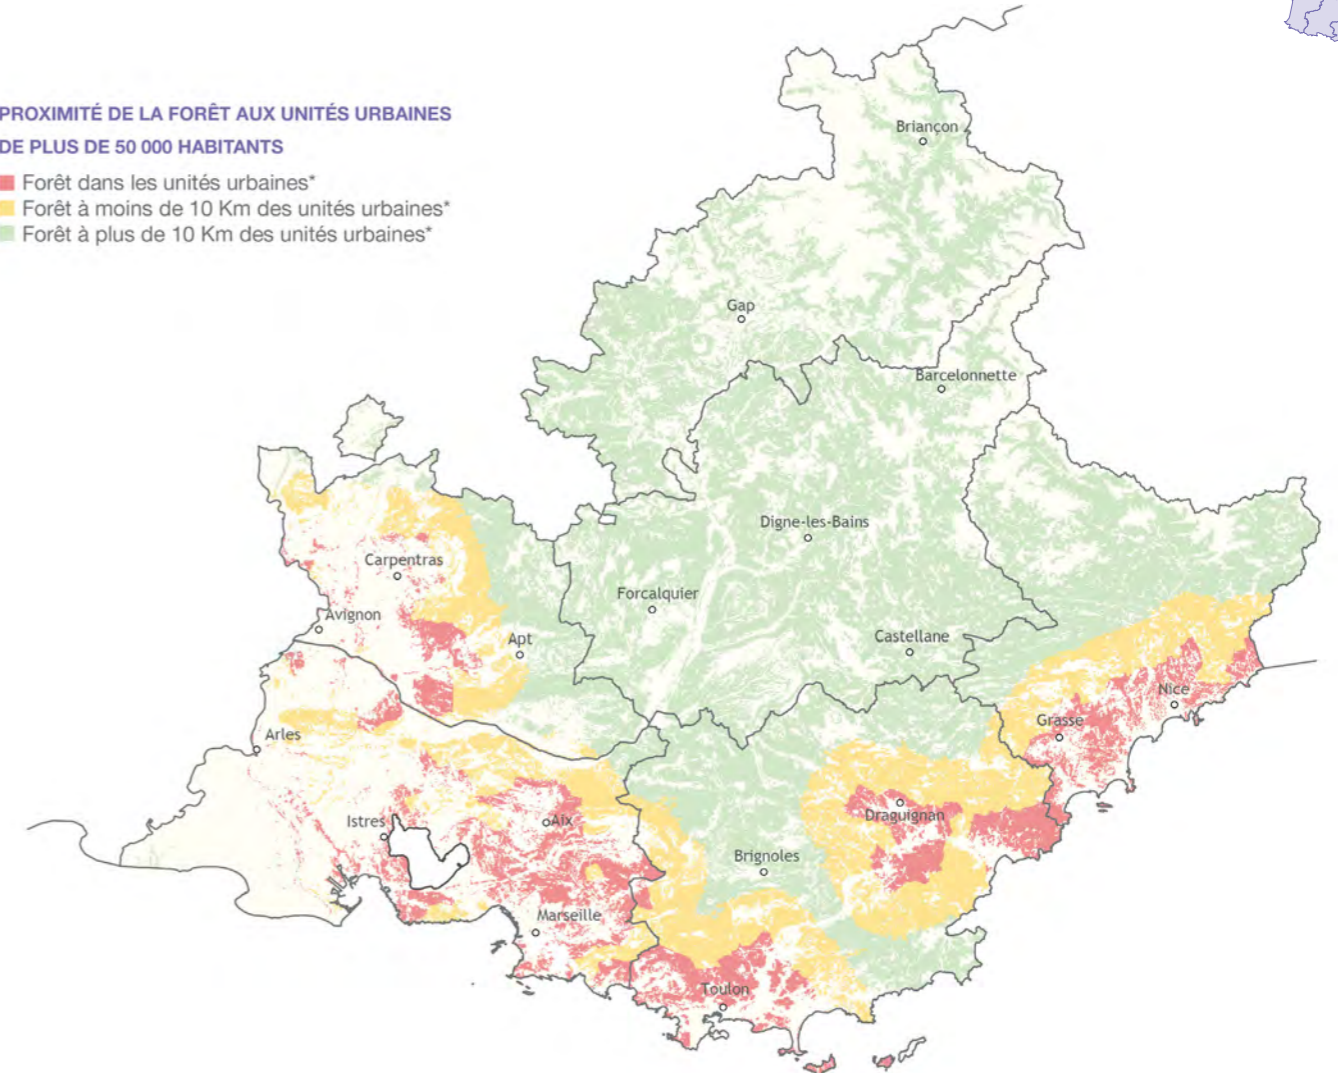 PROXIMITÉ DE LA FORÊT AUX UNITÉS URBAINES
DE PLUS DE 50 000 HABITANTS
Forêt dans les unités urbaines*
Forêt à moins de 10 Km des unités urbaines*
Forêt à plus de 10 Km des unités urbaines*
Briançon
Gap
Barcelonnette
Digne-les-Bains
Carpentras
Forcalquier
Avignon
Apt
Castellane
Nice
Grasse
Arles
Draguignan
Istres
Aix
Brignoles
Marseille
Toulon